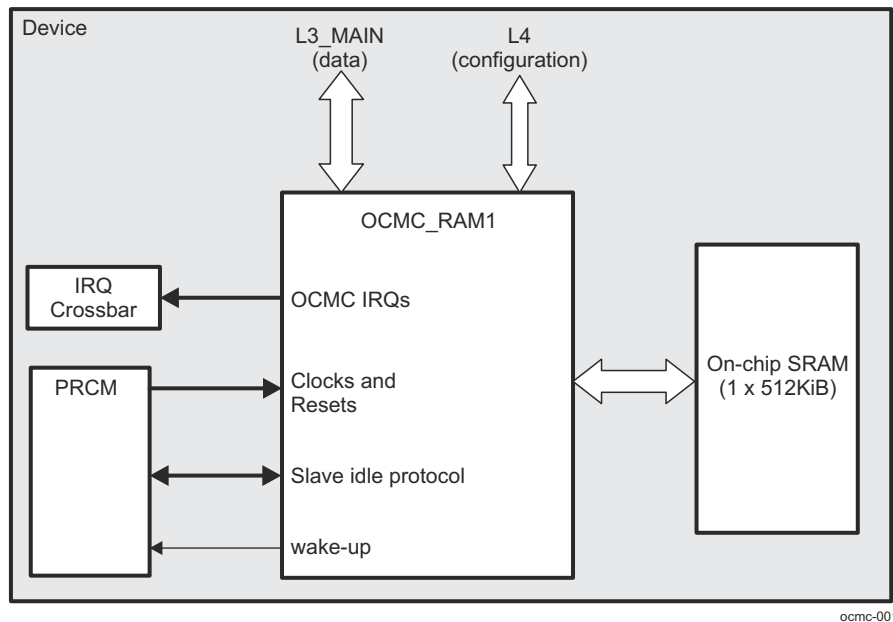 Device
L3_MAIN
(data)
L4
(configuration)
OCMC_RAM1
IRQ
Crossbar
OCMC IRQs
PRCM
Clocks and
Resets
Slave idle protocol
wake-up
On-chip SRAM
(1 x 512KiB)
ocmc-00